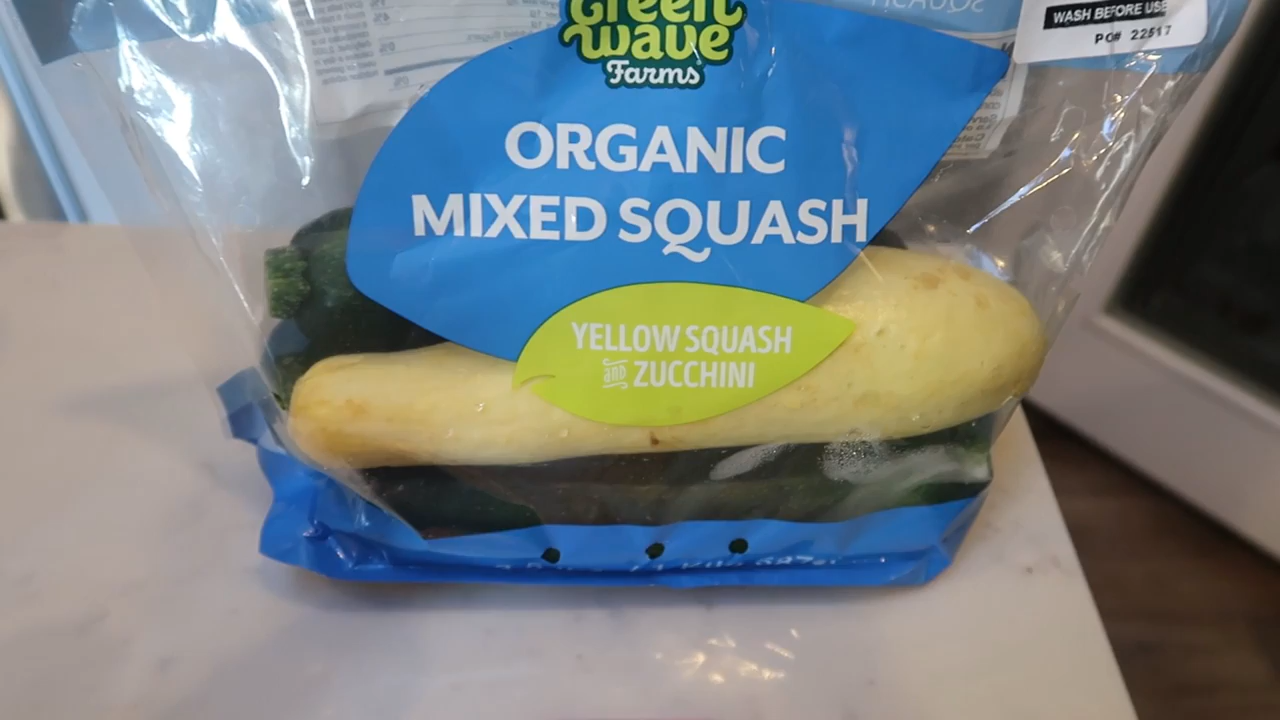 Green
wave
Farms
WASH BEFORE USE
PO# 22517
ORGANIC
MIXED SQUASH
YELLOW SQUASH
and ZUCCHINI